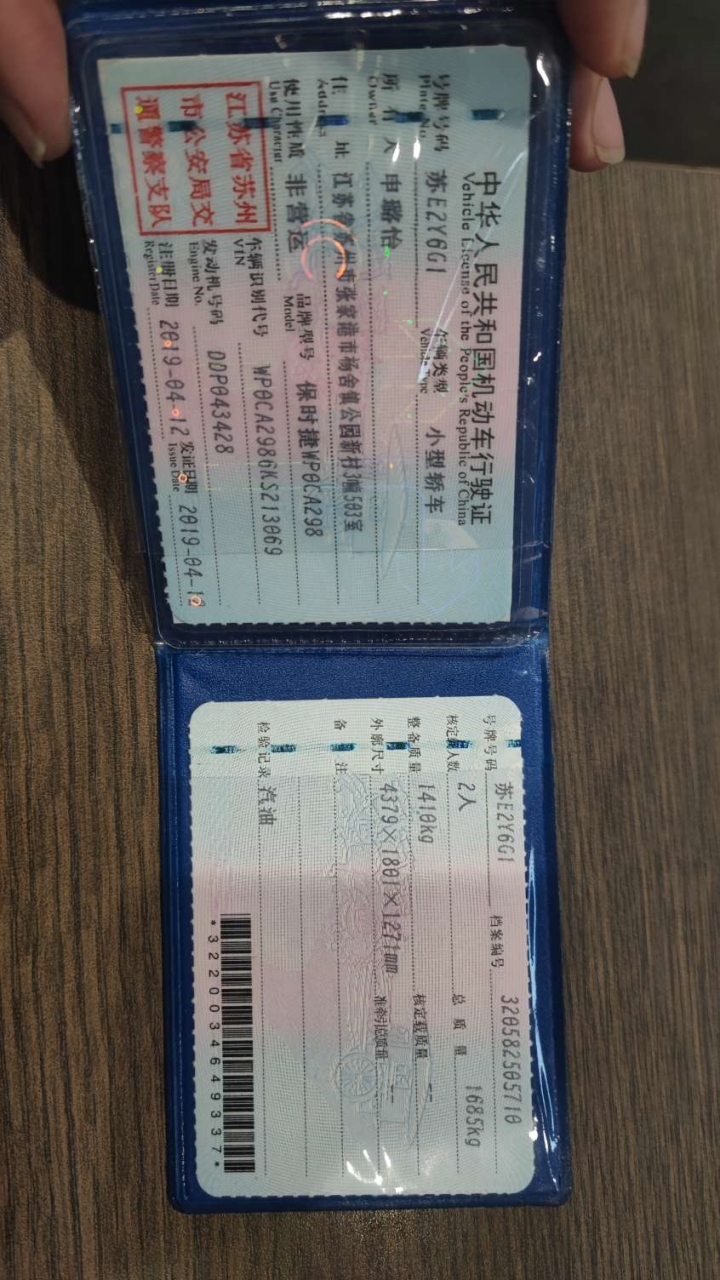 中华人民共和国机动车行驶证
Vehicle License of the People's Republic of China
号牌号码 苏E2Y6G1 车辆类型 小型轿车
Plate No. Vehicle Type
所有人 申璐怡
Owner
住址 江苏省苏州市张家港市杨舍镇公园新村3幢503室
Address
使用性质 非营运 品牌型号 保时捷WP0CA298
Use Character Model
江苏省苏州
市公安局交
通警察支队
车辆识别代号 WP0CA2986KS213069
VIN
发动机号码 DDP043428
Engine No.
注册日期 2019-04-12 发证日期 2019-04-12
Register Date Issue Date
号牌号码 苏E2Y6G1 档案编号 320582505710
核定载人数 2人 总质量 1685kg
整备质量 1410kg 核定载质量 --
外廓尺寸 4379×1801×1271mm 准牵引总质量 --
备注
检验记录 汽油
*3220034649337*